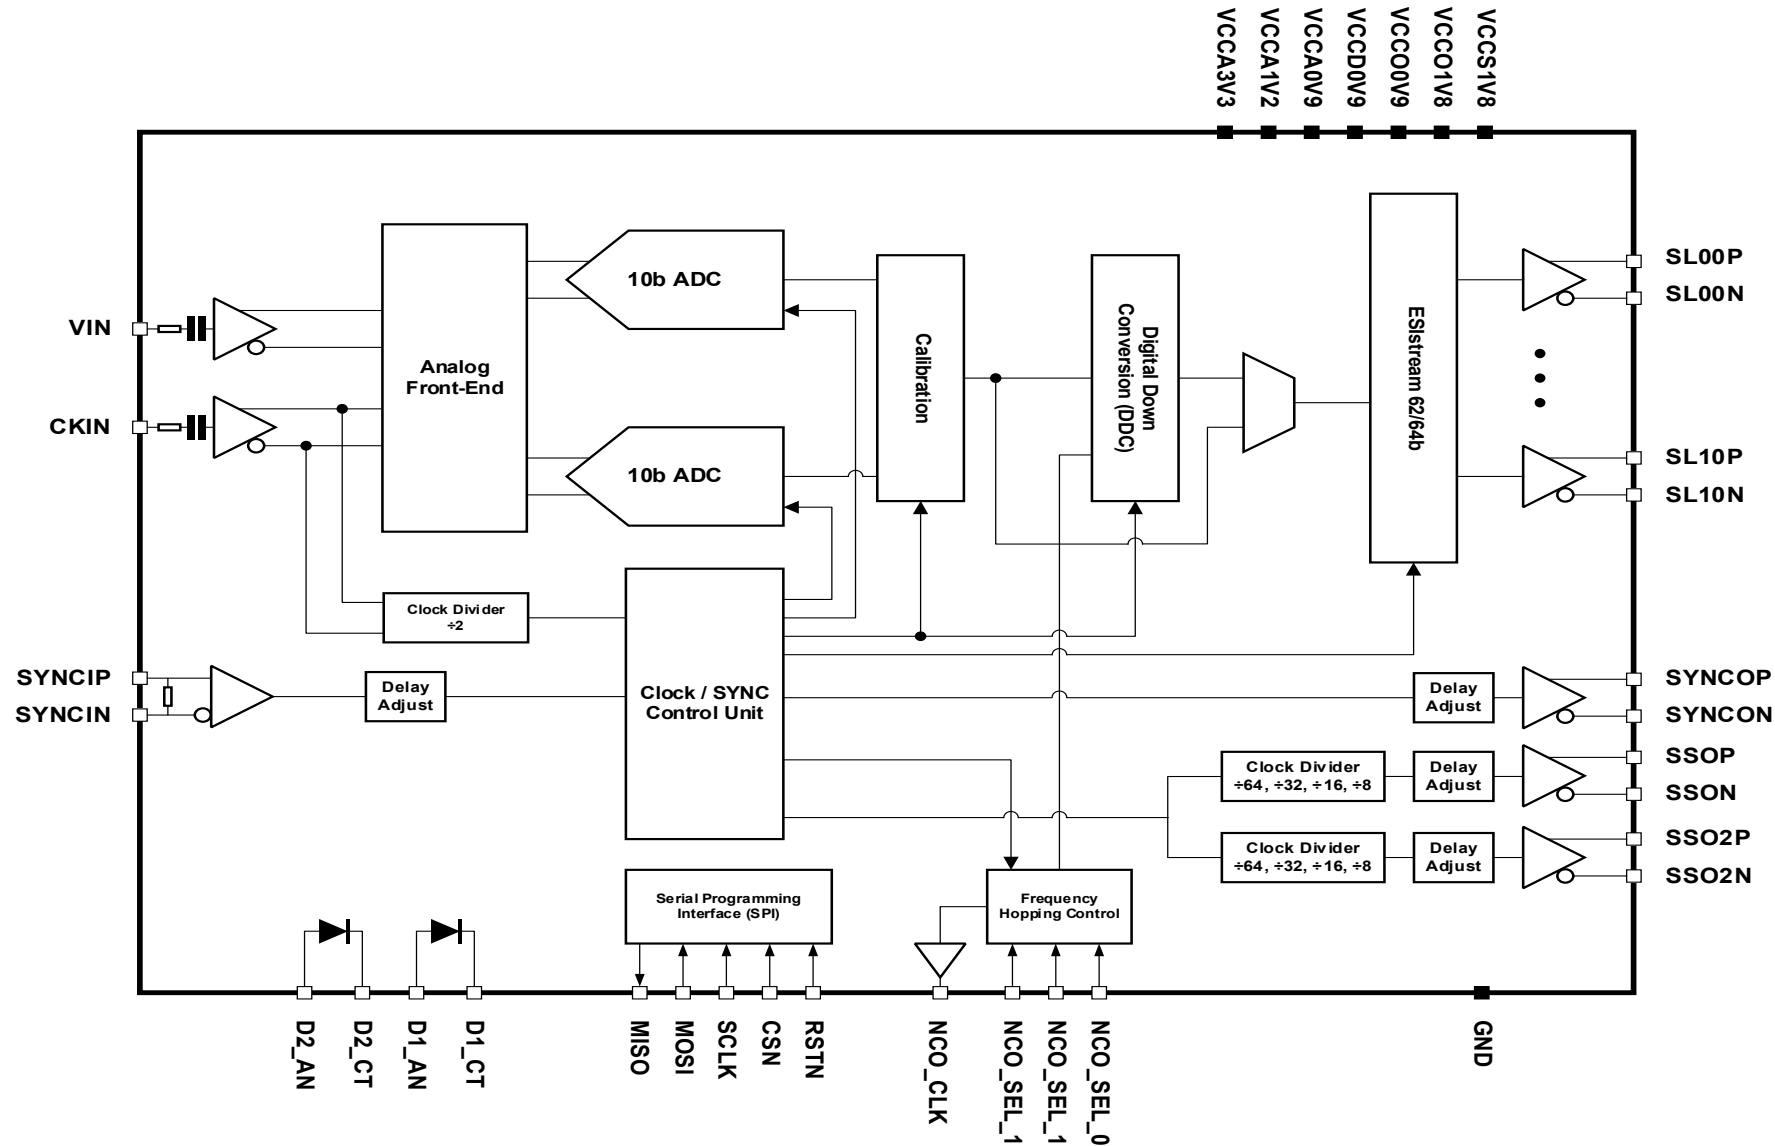 VCCA3V3
VCCA1V2
VCCA0V9
VCCD0V9
VCCO0V9
VCCO1V8
VCCS1V8
VIN
CKIN
Analog
Front-End
10b ADC
10b ADC
Calibration
Digital Down
Conversion (DDC)
ESIstream 62/64b
SL00P
SL00N
SL10P
SL10N
Clock Divider
÷2
SYNCIP
SYNCIN
Delay
Adjust
Clock / SYNC
Control Unit
Delay
Adjust
SYNCOP
SYNCON
Clock Divider
÷64, ÷32, ÷16, ÷8
Delay
Adjust
SSOP
SSON
Clock Divider
÷64, ÷32, ÷16, ÷8
Delay
Adjust
SSO2P
SSO2N
Serial Programming
Interface (SPI)
Frequency
Hopping Control
D2_AN
D2_CT
D1_AN
D1_CT
MISO
MOSI
SCLK
CSN
RSTN
NCO_CLK
NCO_SEL_1
NCO_SEL_1
NCO_SEL_0
GND